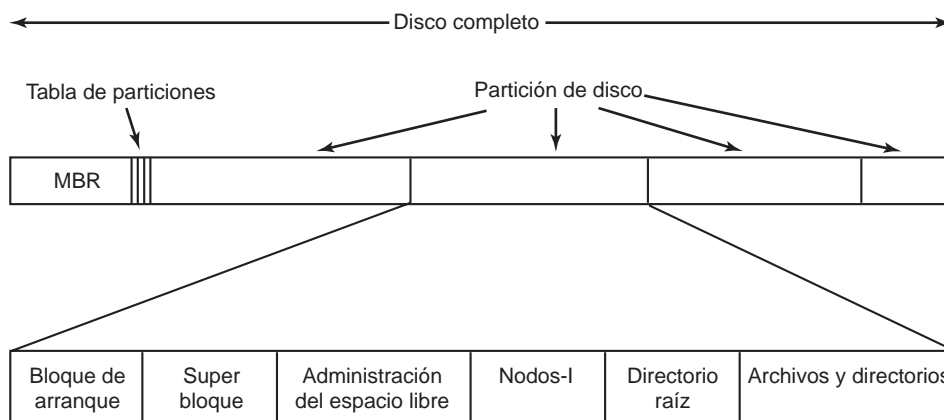 Disco completo
Tabla de particiones
Partición de disco
MBR
Bloque de
arranque
Super
bloque
Administración
del espacio libre
Nodos-I
Directorio
raíz
Archivos y directorios